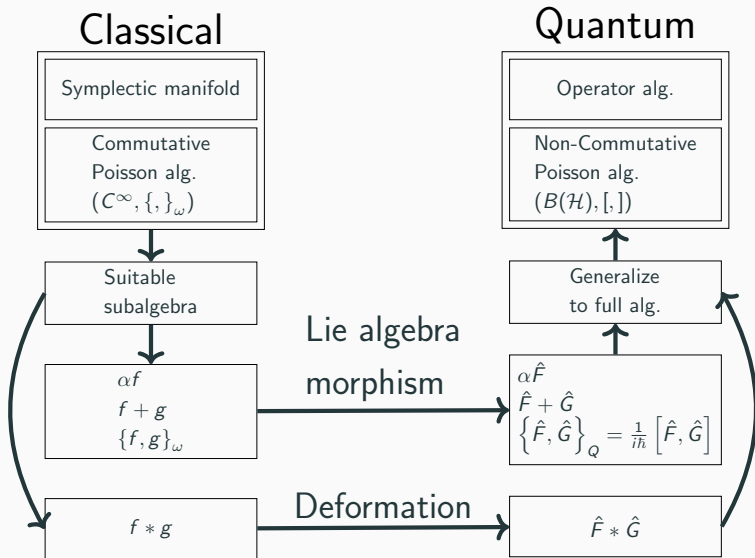 Classical
Symplectic manifold
Commutative
Poisson alg.
(C^∞, {,}_ω)
Suitable
subalgebra
αf
f + g
{f, g}_ω
f ∗ g
Lie algebra
morphism
Deformation
Quantum
Operator alg.
Non-Commutative
Poisson alg.
(B(ℋ), [,])
Generalize
to full alg.
αF̂
F̂ + Ĝ
{F̂, Ĝ}_Q = 1/iℏ [F̂, Ĝ]
F̂ ∗ Ĝ